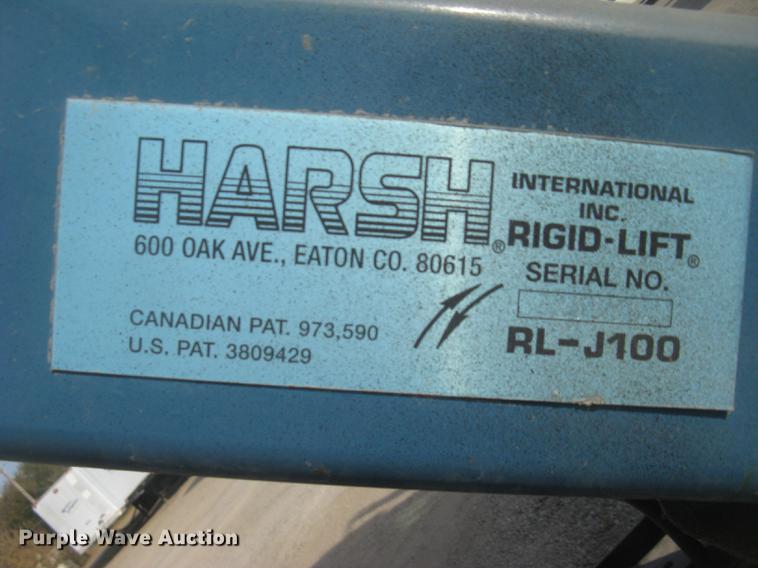 HARSH®
600 OAK AVE., EATON CO. 80615
CANADIAN PAT. 973,590
U.S. PAT. 3809429
INTERNATIONAL
INC.
RIGID-LIFT®
SERIAL NO.
RL-J100
Purple Wave Auction